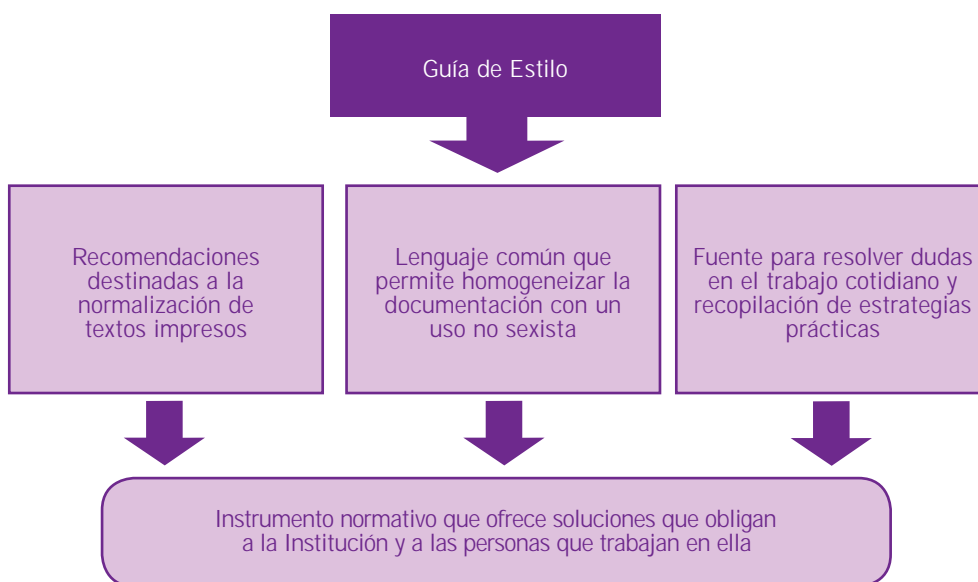 Guía de Estilo
Recomendaciones
destinadas a la
normalización de
textos impresos
Lenguaje común que
permite homogeneizar la
documentación con un
uso no sexista
Fuente para resolver dudas
en el trabajo cotidiano y
recopilación de estrategias
prácticas
Instrumento normativo que ofrece soluciones que obligan
a la Institución y a las personas que trabajan en ella